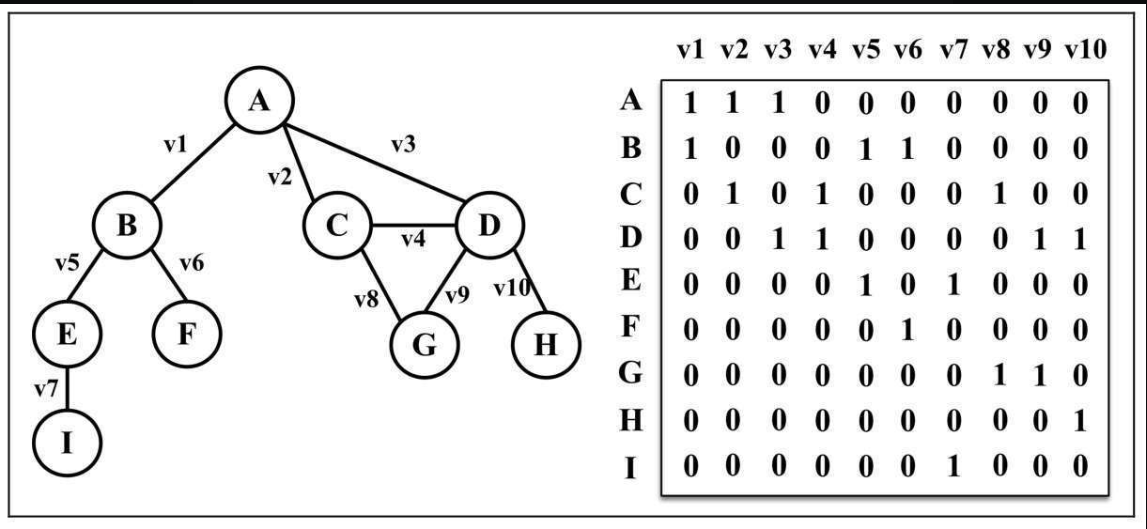 A
v1
v3
v2
B
C
D
v4
v5
v6
v8
v9
v10
E
F
G
H
v7
I
v1 v2 v3 v4 v5 v6 v7 v8 v9 v10
A 1 1 1 0 0 0 0 0 0 0
B 1 0 0 0 1 1 0 0 0 0
C 0 1 0 1 0 0 0 1 0 0
D 0 0 1 1 0 0 0 0 1 1
E 0 0 0 0 1 0 1 0 0 0
F 0 0 0 0 0 1 0 0 0 0
G 0 0 0 0 0 0 0 1 1 0
H 0 0 0 0 0 0 0 0 0 1
I 0 0 0 0 0 0 1 0 0 0